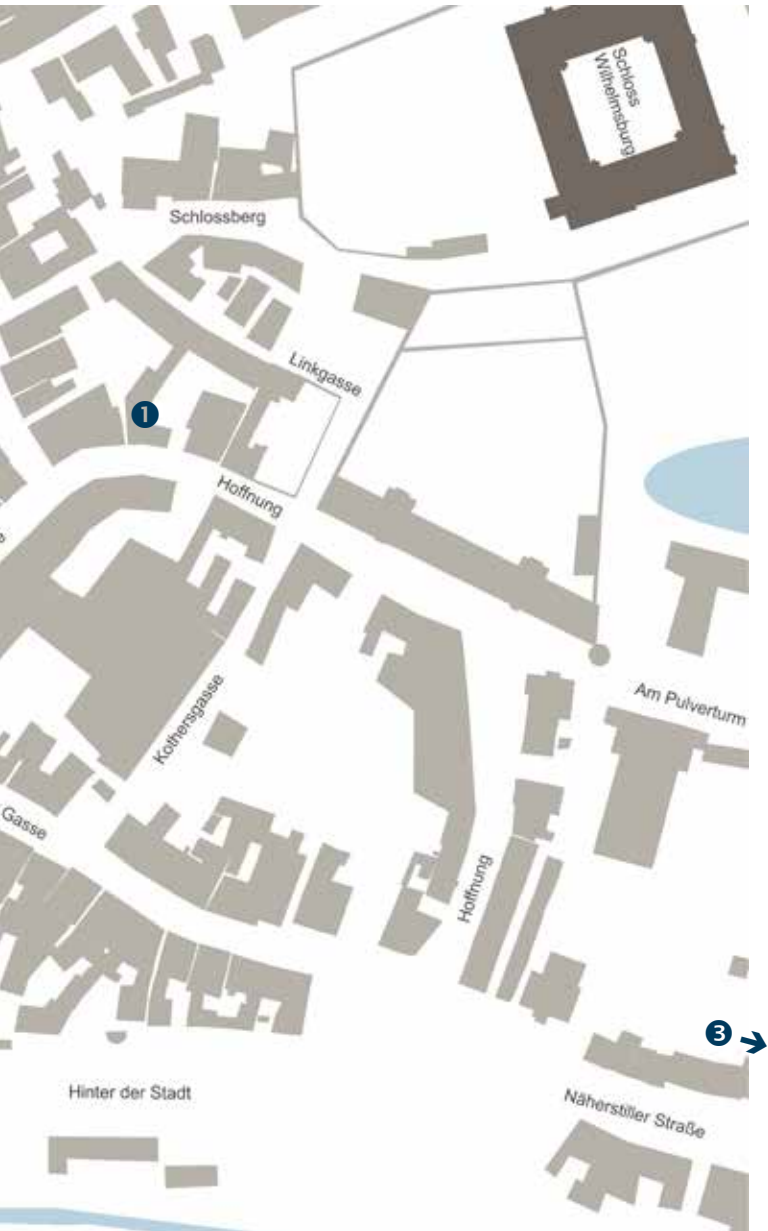 Schloss
Wilhelmsburg
Schlossberg
Linkgasse
1
Hoffnung
Kothersgasse
Am Pulverturm
Gasse
Hoffnung
3
Hinter der Stadt
Näherstiller Straße